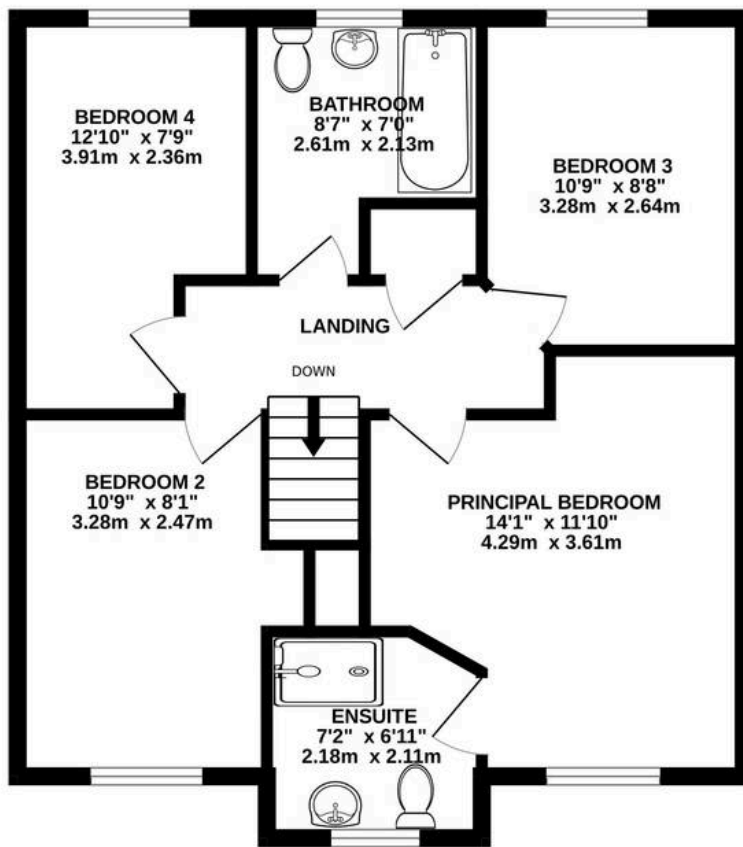 BEDROOM 4
12'10" x 7'9"
3.91m x 2.36m
BATHROOM
8'7" x 7'0"
2.61m x 2.13m
BEDROOM 3
10'9" x 8'8"
3.28m x 2.64m
LANDING
DOWN
BEDROOM 2
10'9" x 8'1"
3.28m x 2.47m
PRINCIPAL BEDROOM
14'1" x 11'10"
4.29m x 3.61m
ENSUITE
7'2" x 6'11"
2.18m x 2.11m